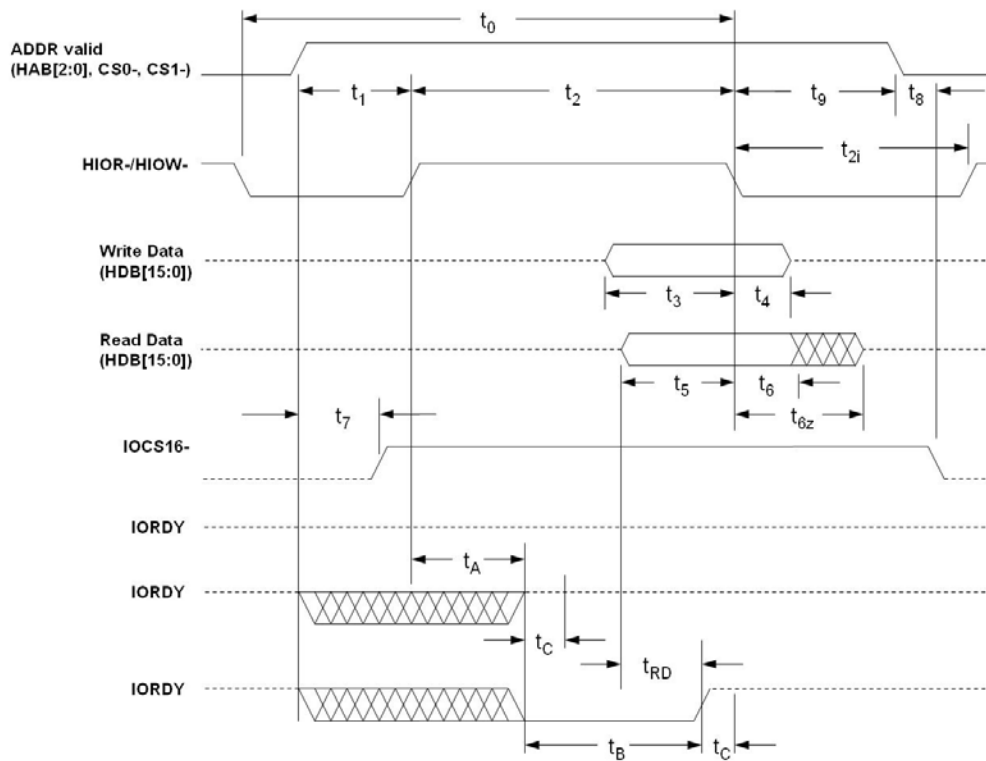 t0
ADDR valid
(HAB[2:0], CS0-, CS1-)
t1
t2
t9
t8
HIOR-/HIOW-
t2i
Write Data
(HDB[15:0])
t3
t4
Read Data
(HDB[15:0])
t5
t6
t7
t6z
IOCS16-
IORDY
tA
IORDY
tC
tRD
IORDY
tB
tC